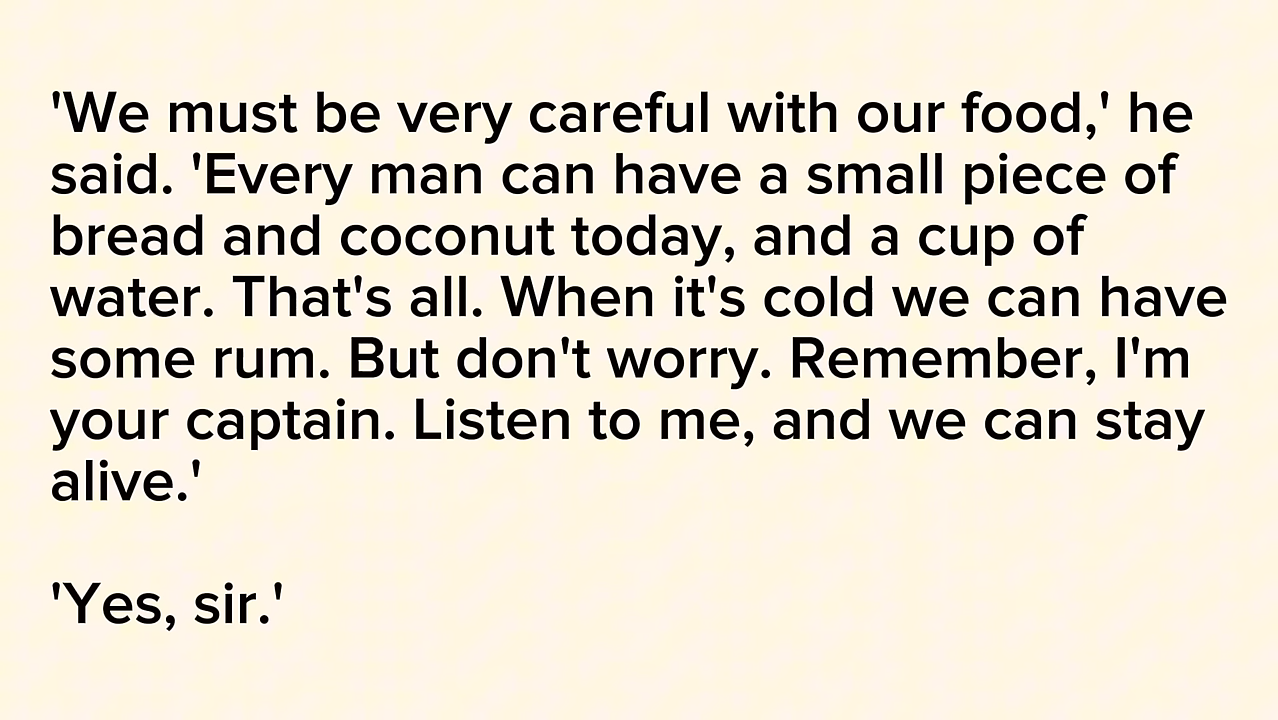 'We must be very careful with our food,' he
said. 'Every man can have a small piece of
bread and coconut today, and a cup of
water. That's all. When it's cold we can have
some rum. But don't worry. Remember, I'm
your captain. Listen to me, and we can stay
alive.'
'Yes, sir.'